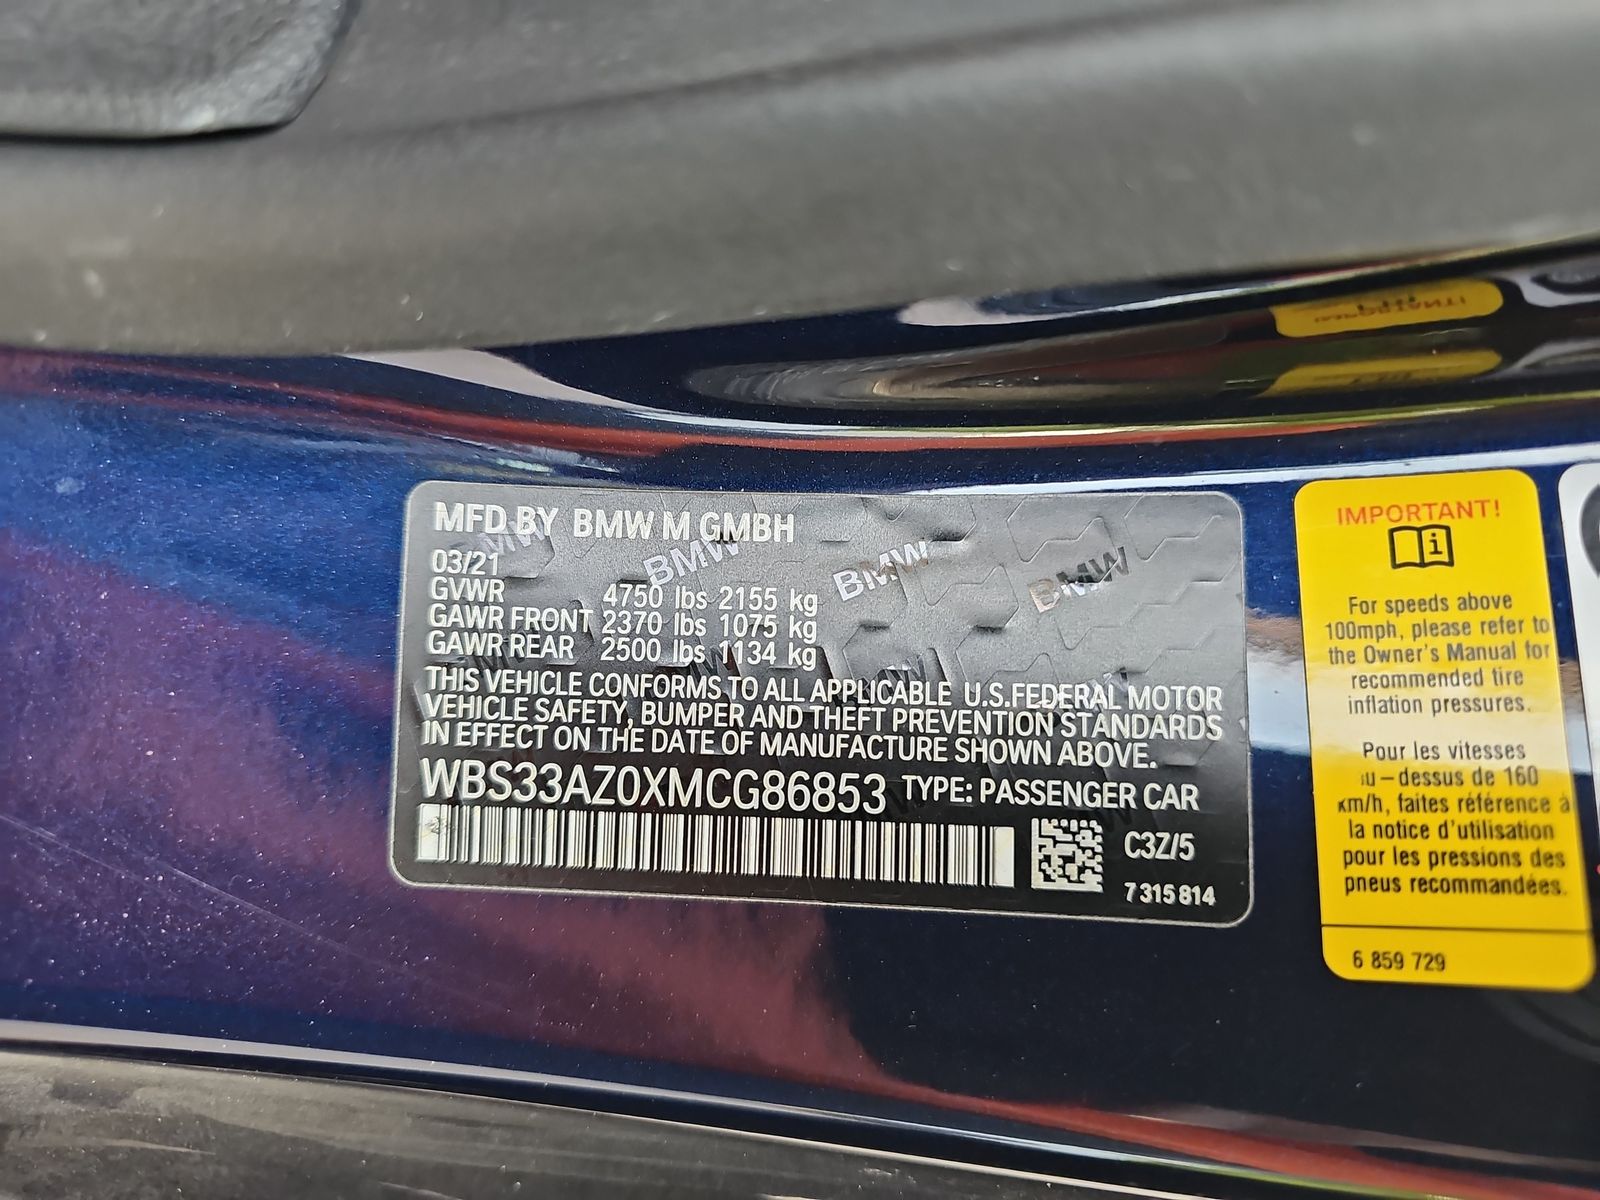 MFD BY BMW M GMBH
03/21
GVWR 4750 lbs 2155 kg
GAWR FRONT 2370 lbs 1075 kg
GAWR REAR 2500 lbs 1134 kg
THIS VEHICLE CONFORMS TO ALL APPLICABLE U.S.FEDERAL MOTOR
VEHICLE SAFETY, BUMPER AND THEFT PREVENTION STANDARDS
IN EFFECT ON THE DATE OF MANUFACTURE SHOWN ABOVE.
WBS33AZ0XMCG86853 TYPE: PASSENGER CAR
C3Z/5
7 315 814
BMW
BMW
BMW
BMW
IMPORTANT!
For speeds above
100mph, please refer to
the Owner's Manual for
recommended tire
inflation pressures.
Pour les vitesses
au-dessus de 160
km/h, faites référence à
la notice d'utilisation
pour les pressions des
pneus recommandées.
6 859 729